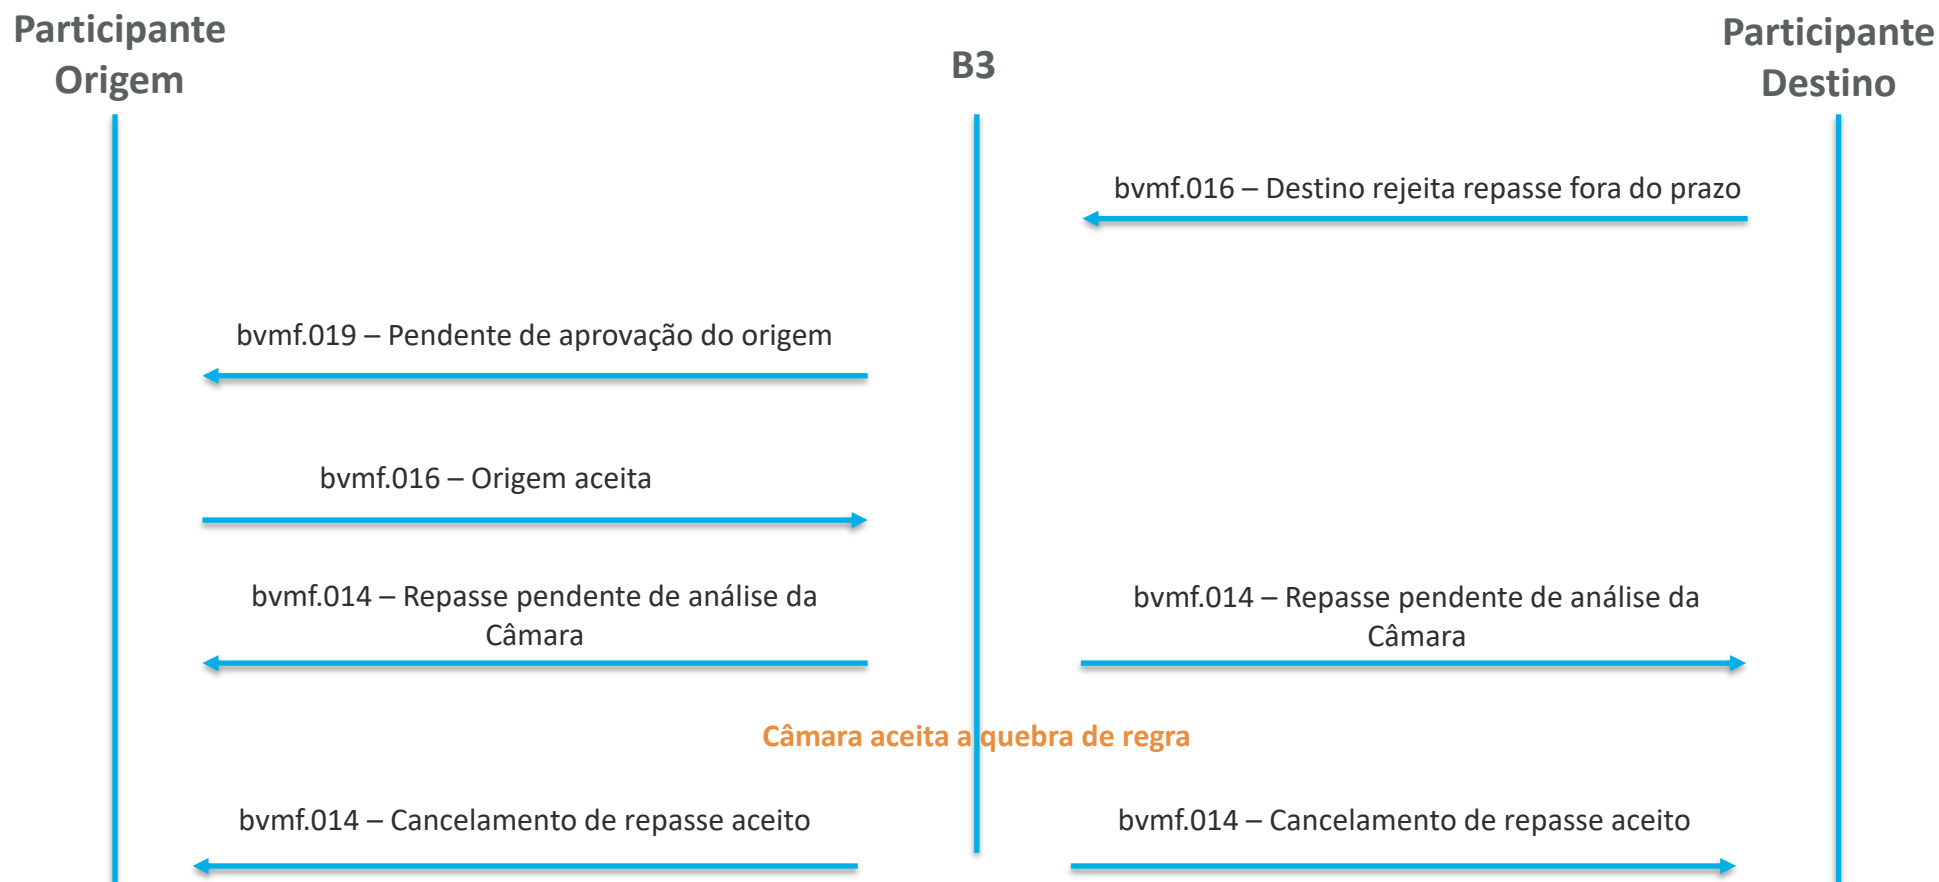 Participante
Origem
B3
Participante
Destino
bvmf.016 – Destino rejeita repasse fora do prazo
bvmf.019 – Pendente de aprovação do origem
bvmf.016 – Origem aceita
bvmf.014 – Repasse pendente de análise da
Câmara
bvmf.014 – Repasse pendente de análise da
Câmara
Câmara aceita a quebra de regra
bvmf.014 – Cancelamento de repasse aceito
bvmf.014 – Cancelamento de repasse aceito